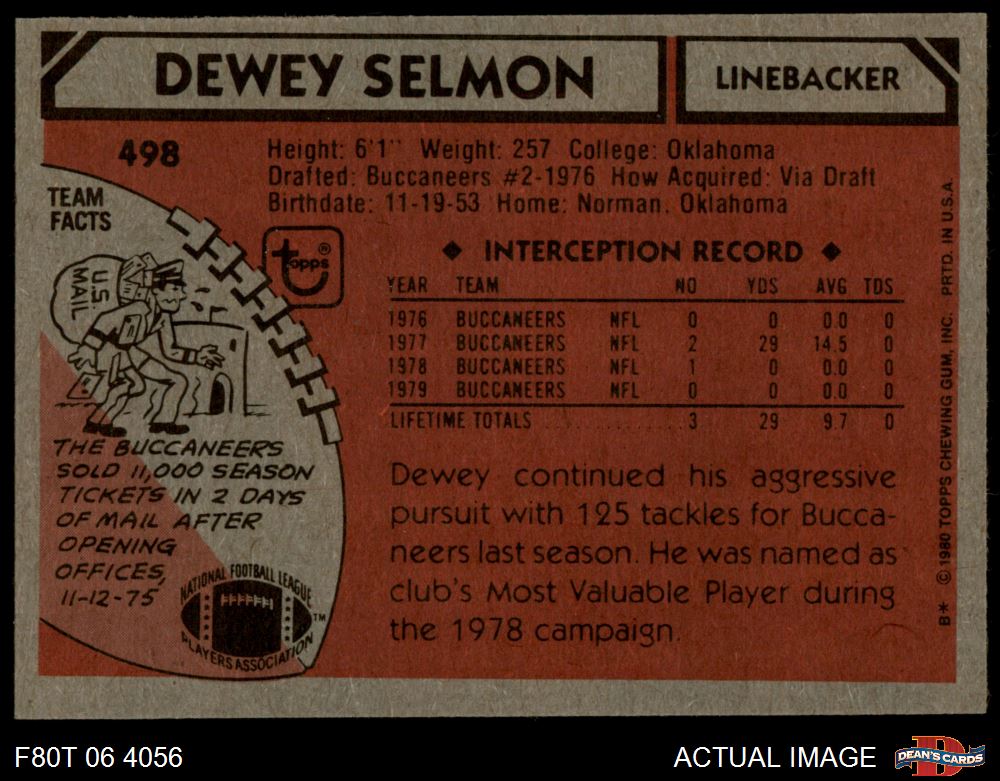 DEWEY SELMON
LINEBACKER
498
Height: 6'1" Weight: 257 College: Oklahoma
Drafted: Buccaneers #2-1976 How Acquired: Via Draft
Birthdate: 11-19-53 Home: Norman, Oklahoma
TEAM
FACTS
U.S.
MAIL
topps®
◆ INTERCEPTION RECORD ◆
YEAR TEAM NO YDS AVG TDS
1976 BUCCANEERS NFL 0 0 0.0 0
1977 BUCCANEERS NFL 2 29 14.5 0
1978 BUCCANEERS NFL 1 0 0.0 0
1979 BUCCANEERS NFL 0 0 0.0 0
LIFETIME TOTALS 3 29 9.7 0
THE BUCCANEERS
SOLD 11,000 SEASON
TICKETS IN 2 DAYS
OF MAIL AFTER
OPENING
OFFICES,
11-12-75
NATIONAL FOOTBALL LEAGUE
PLAYERS ASSOCIATION
TM
Dewey continued his aggressive
pursuit with 125 tackles for Bucca-
neers last season. He was named as
club's Most Valuable Player during
the 1978 campaign.
B* © 1980 TOPPS CHEWING GUM, INC. PRTD. IN U.S.A.
F80T 06 4056
ACTUAL IMAGE
D
DEAN'S CARDS